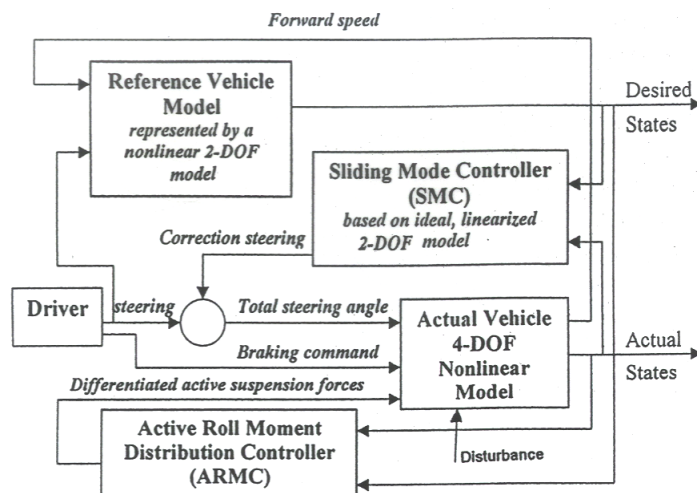 Forward speed
Reference Vehicle
Model
represented by a
nonlinear 2-DOF
model
Desired
States
Sliding Mode Controller
(SMC)
based on ideal, linearized
2-DOF model
Correction steering
Driver
steering
Total steering angle
Braking command
Differentiated active suspension forces
Actual Vehicle
4-DOF
Nonlinear
Model
Actual
States
Active Roll Moment
Distribution Controller
(ARMC)
Disturbance